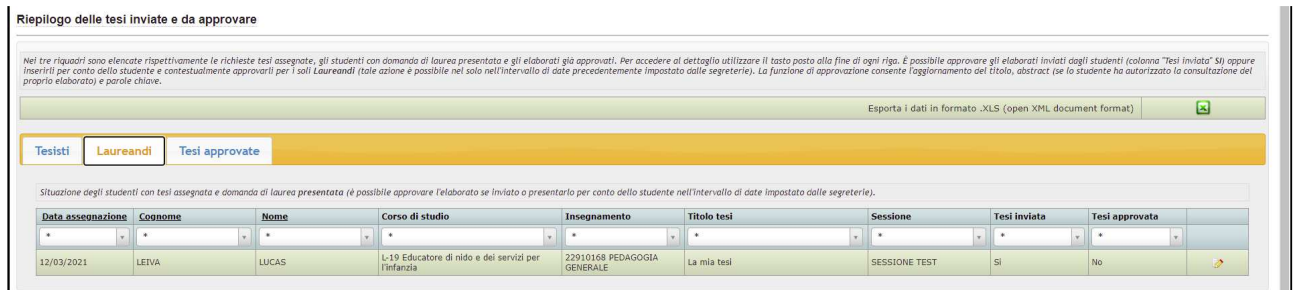 Riepilogo delle tesi inviate e da approvare
Nei tre riquadri sono elencate rispettivamente le richieste tesi assegnate, gli studenti con domanda di laurea presentata e gli elaborati già approvati. Per accedere al dettaglio utilizzare il tasto posto alla fine di ogni riga. É possibile approvare gli elaborati inviati dagli studenti (colonna "Tesi inviata" SI) oppure
inserirli per conto dello studente e contestualmente approvarli per i soli Laureandi (tale azione è possibile nel solo nell'intervallo di date precedentemente impostato dalle segreterie). La funzione di approvazione consente l'aggiornamento del titolo, abstract (se lo studente ha autorizzato la consultazione del
proprio elaborato) e parole chiave.
Esporta i dati in formato .XLS (open XML document format)
Tesisti Laureandi Tesi approvate
Situazione degli studenti con tesi assegnata e domanda di laurea presentata (è possibile approvare l'elaborato se inviato o presentarlo per conto dello studente nell'intervallo di date impostato dalle segreterie).
Data assegnazione Cognome Nome Corso di studio Insegnamento Titolo tesi Sessione Tesi inviata Tesi approvata
* * * * * * * * *
12/03/2021 LEIVA LUCAS L-19 Educatore di nido e dei servizi per l'infanzia 22910168 PEDAGOGIA GENERALE La mia tesi SESSIONE TEST Si No